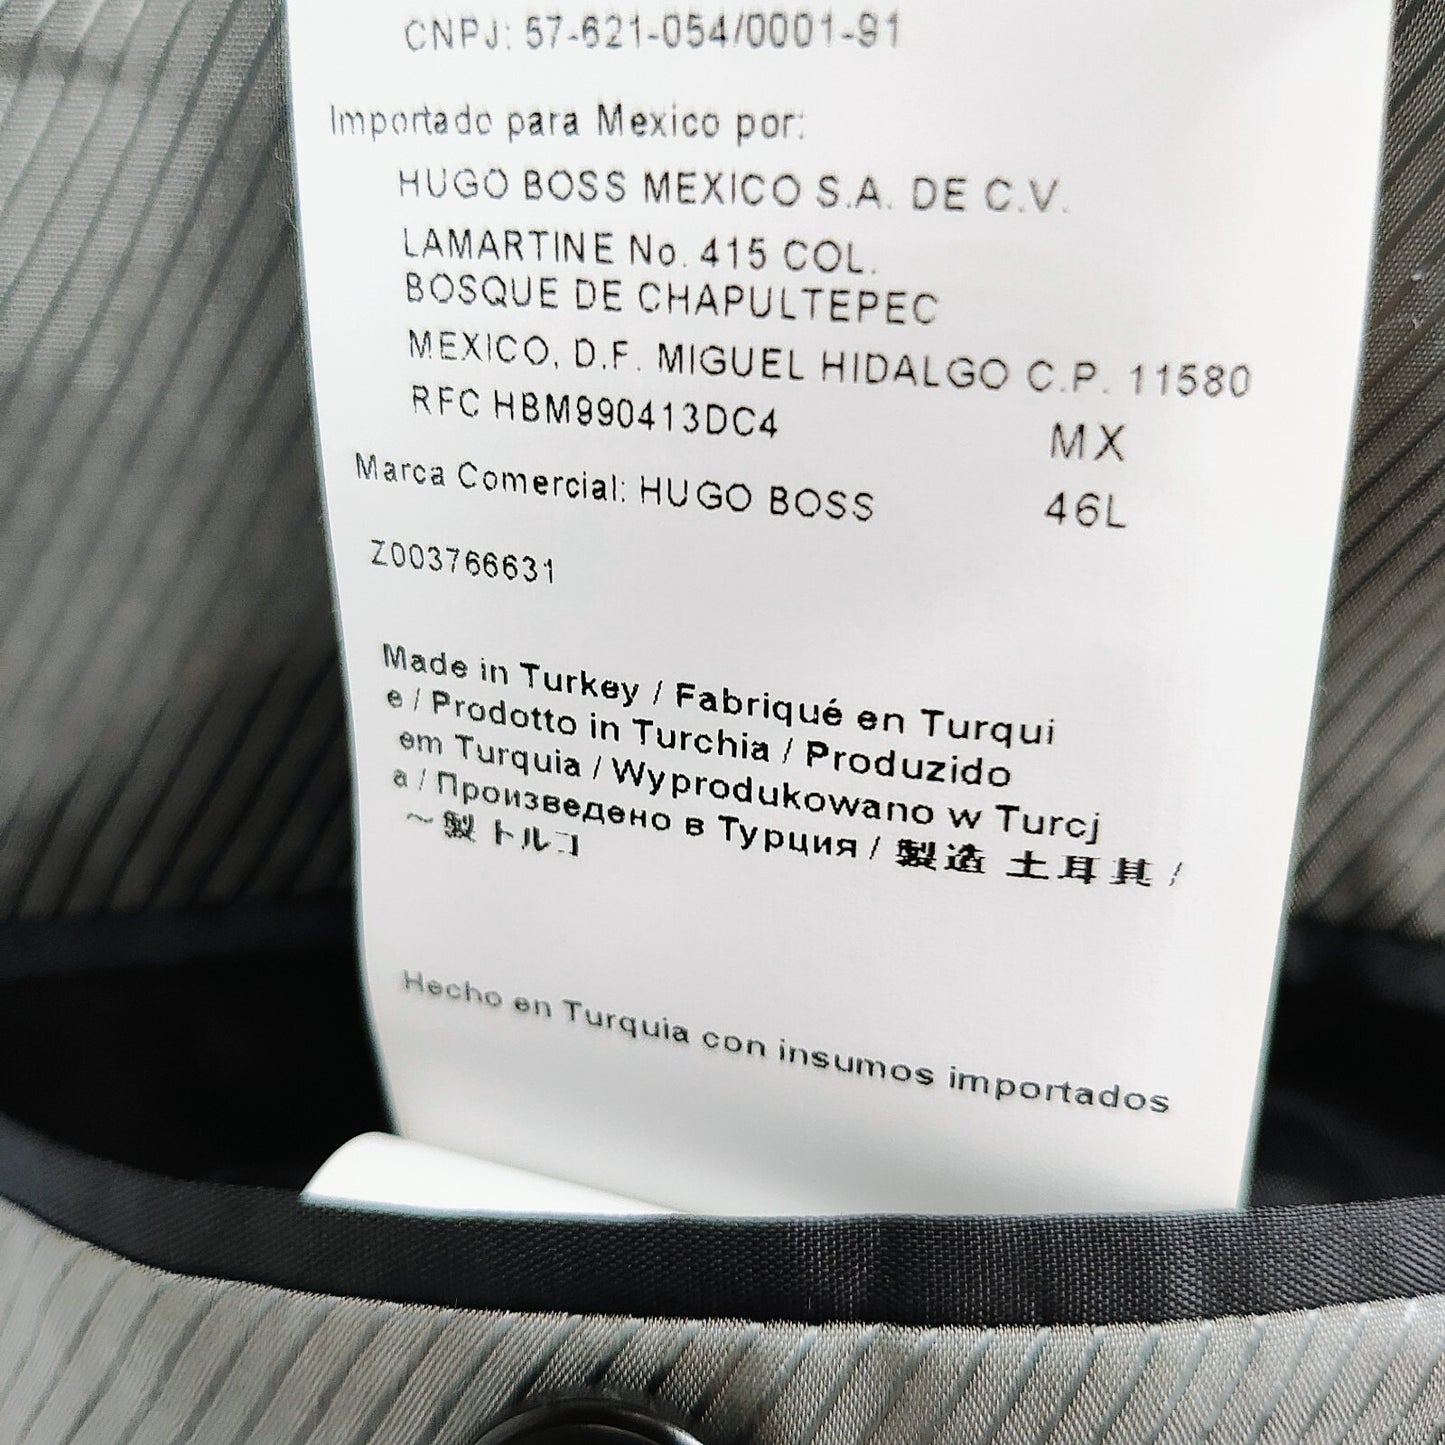 CNPJ: 57-621-054/0001-91
Importado para Mexico por:
HUGO BOSS MEXICO S.A. DE C.V.
LAMARTINE No. 415 COL.
BOSQUE DE CHAPULTEPEC
MEXICO, D.F. MIGUEL HIDALGO C.P. 11580
RFC HBM990413DC4 MX
Marca Comercial: HUGO BOSS 46L
Z003766631
Made in Turkey / Fabriqué en Turqui
e / Prodotto in Turchia / Produzido
em Turquia / Wyprodukowano w Turcj
a / Произведено в Турция / 製造 土耳其 /
～製 トルコ
Hecho en Turquia con insumos importados